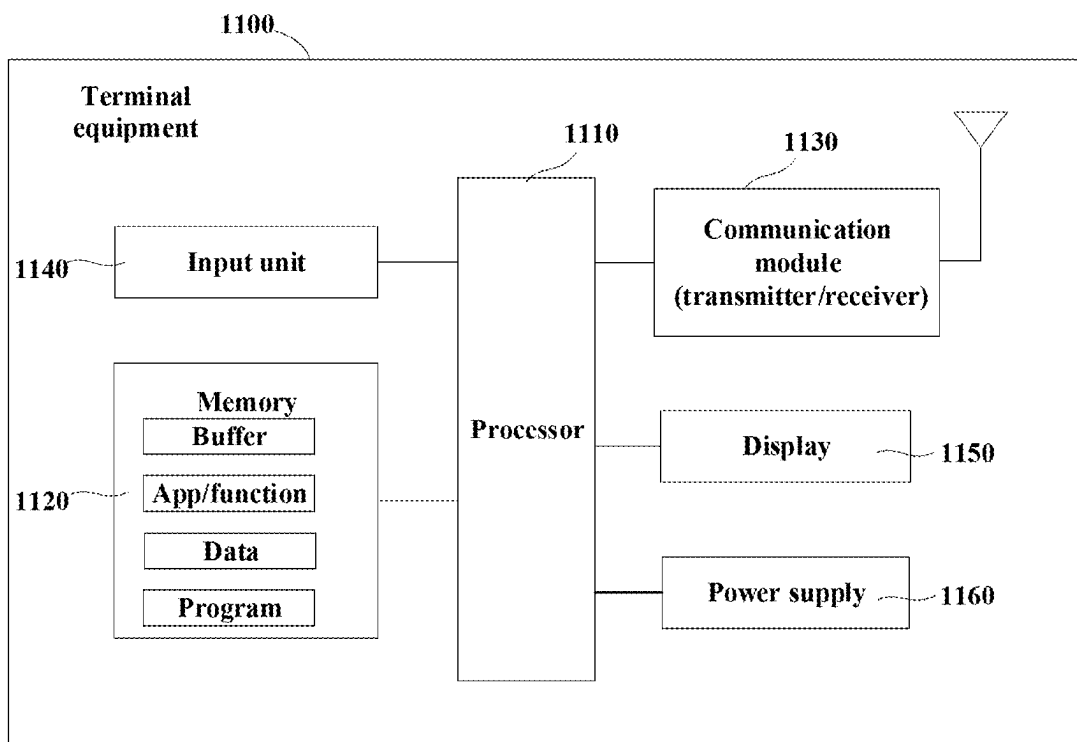 1100
Terminal
equipment
1110
1130
Input unit
1140
Communication
module
(transmitter/receiver)
Memory
Buffer
App/function
Data
Program
1120
Processor
Display
1150
Power supply
1160